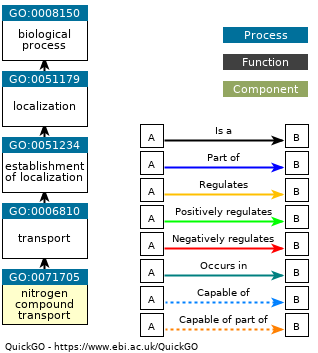 GO:0008150
biological
process
GO:0051179
localization
GO:0051234
establishment
of localization
GO:0006810
transport
GO:0071705
nitrogen
compound
transport
Process
Function
Component
A Is a B
A Part of B
A Regulates B
A Positively regulates B
A Negatively regulates B
A Occurs in B
A Capable of B
A Capable of part of B
QuickGO - https://www.ebi.ac.uk/QuickGO